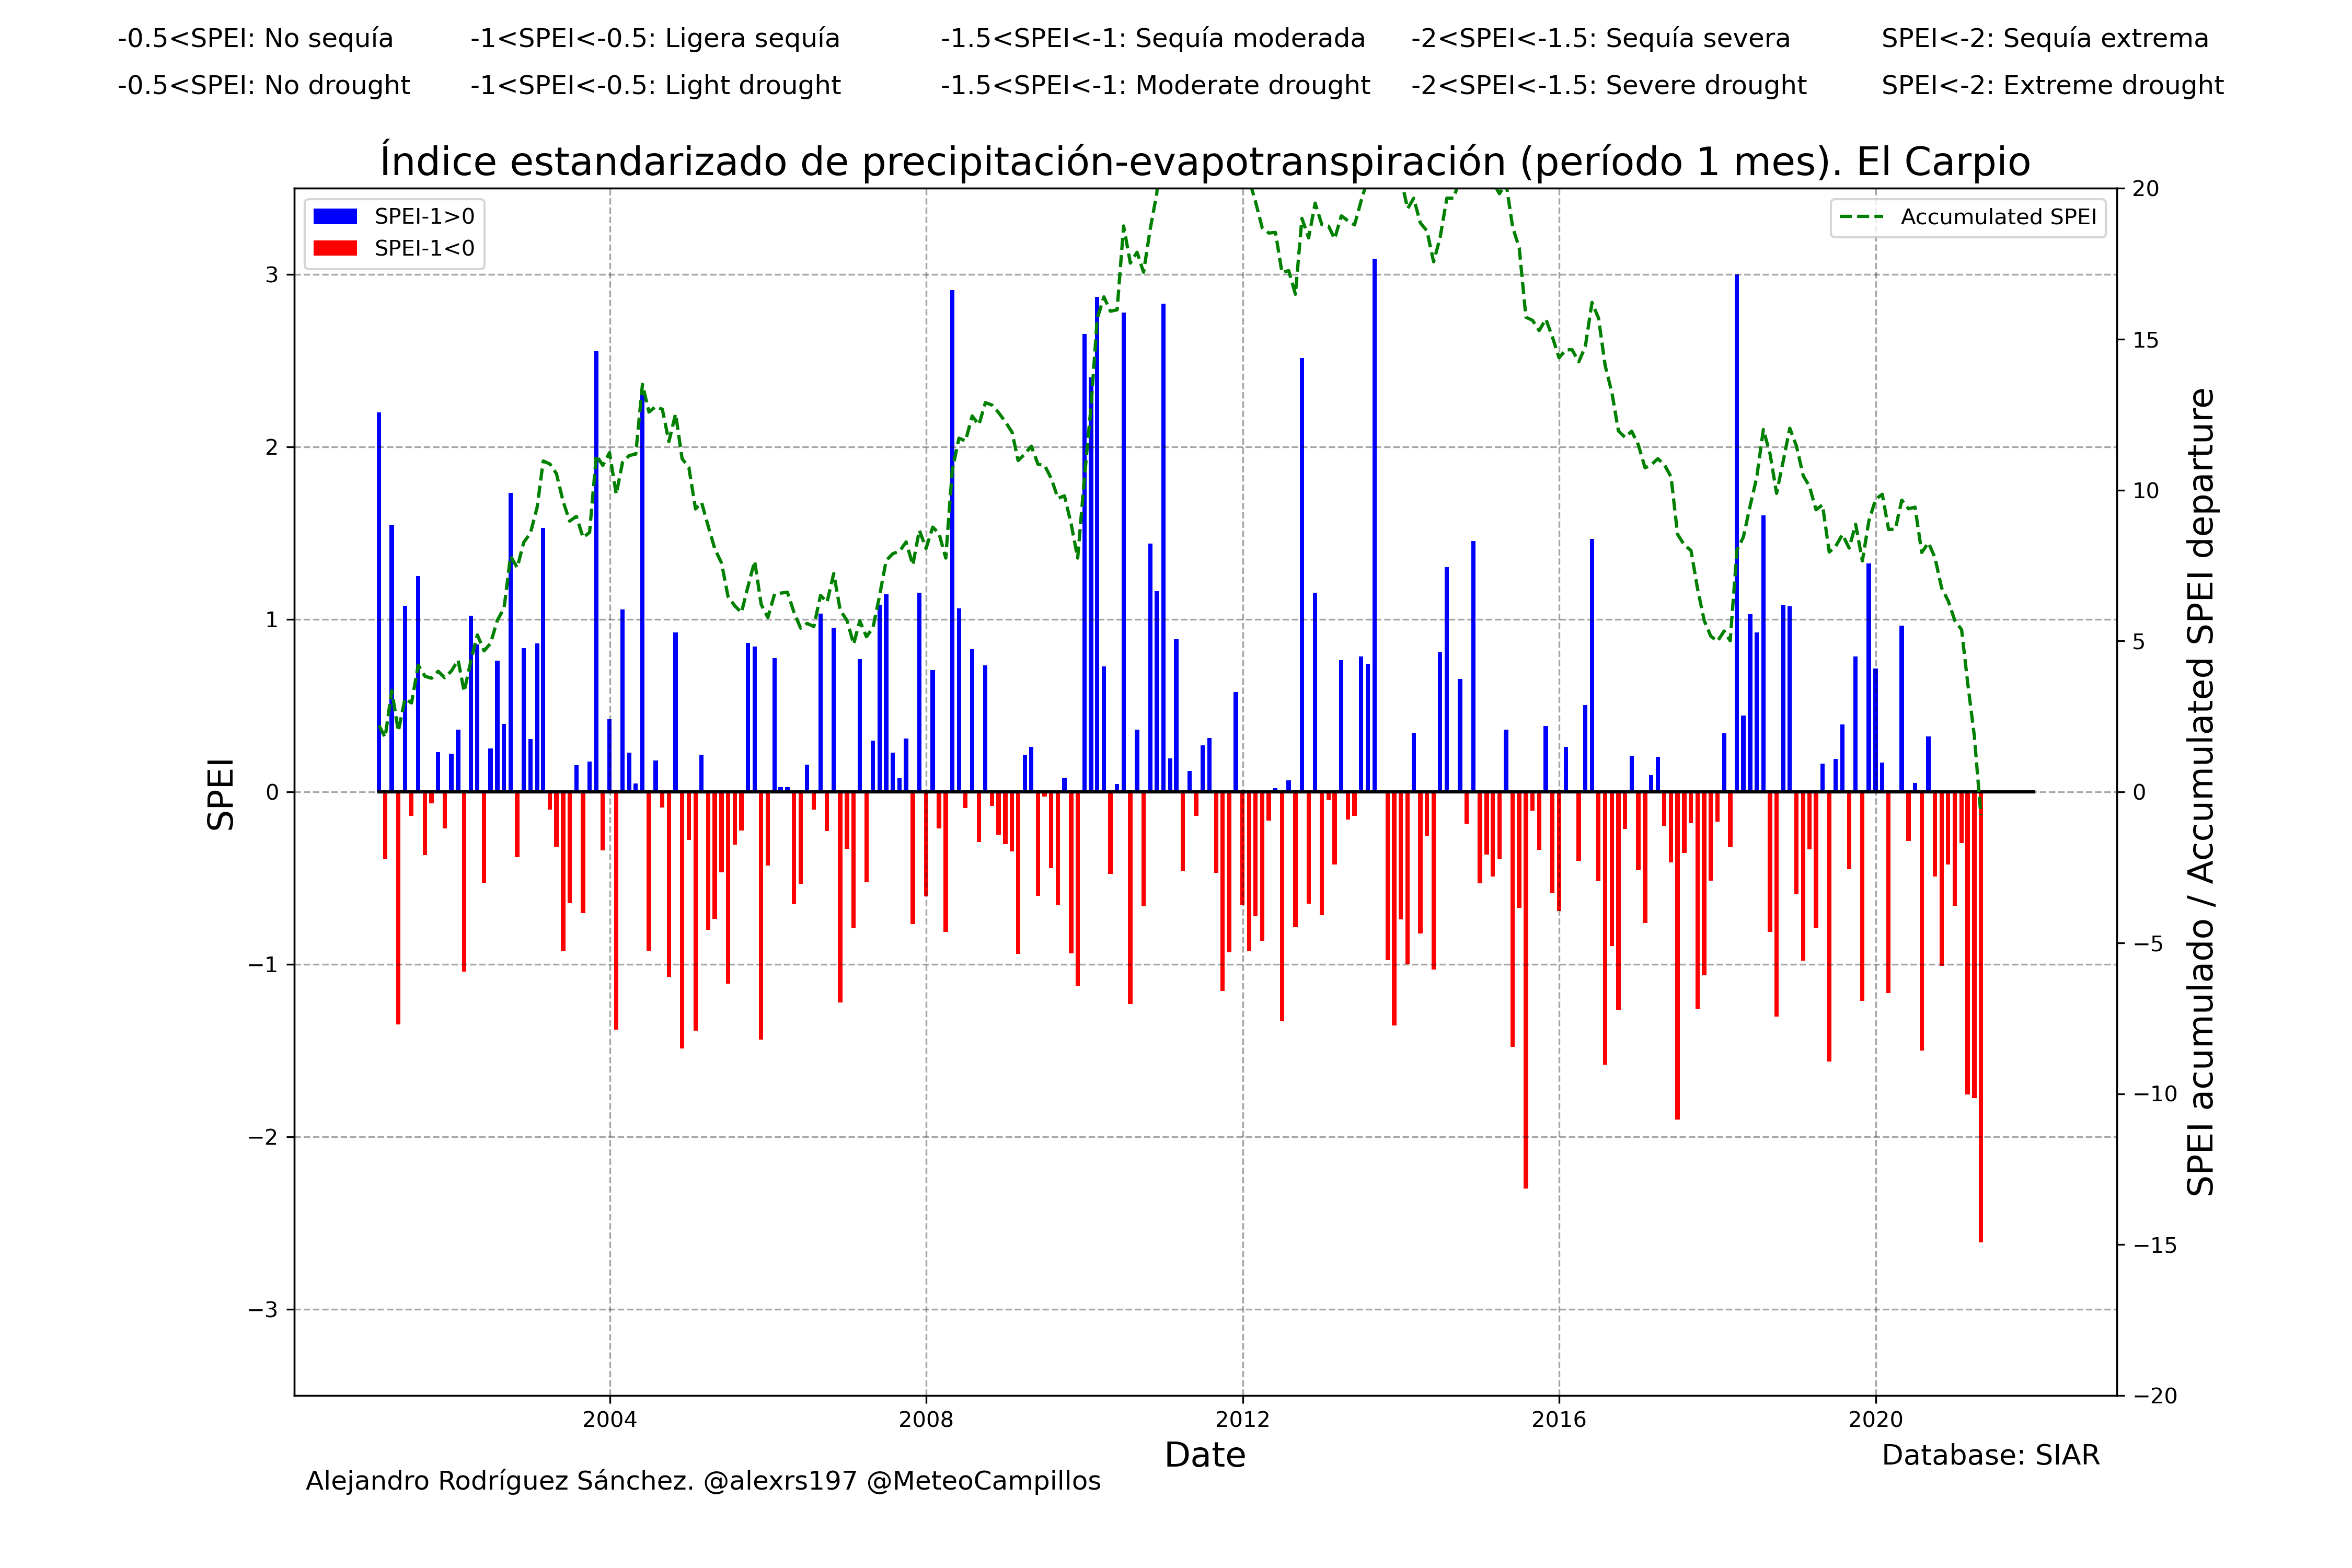 -0.5<SPEI: No sequía -1<SPEI<-0.5: Ligera sequía -1.5<SPEI<-1: Sequía moderada -2<SPEI<-1.5: Sequía severa SPEI<-2: Sequía extrema
-0.5<SPEI: No drought -1<SPEI<-0.5: Light drought -1.5<SPEI<-1: Moderate drought -2<SPEI<-1.5: Severe drought SPEI<-2: Extreme drought
Índice estandarizado de precipitación-evapotranspiración (período 1 mes). El Carpio
SPEI-1>0
SPEI-1<0
Accumulated SPEI
SPEI
3
2
1
0
−1
−2
−3
20
15
10
5
0
−5
−10
−15
−20
SPEI acumulado / Accumulated SPEI departure
2004 2008 2012 2016 2020
Date
Database: SIAR
Alejandro Rodríguez Sánchez. @alexrs197 @MeteoCampillos